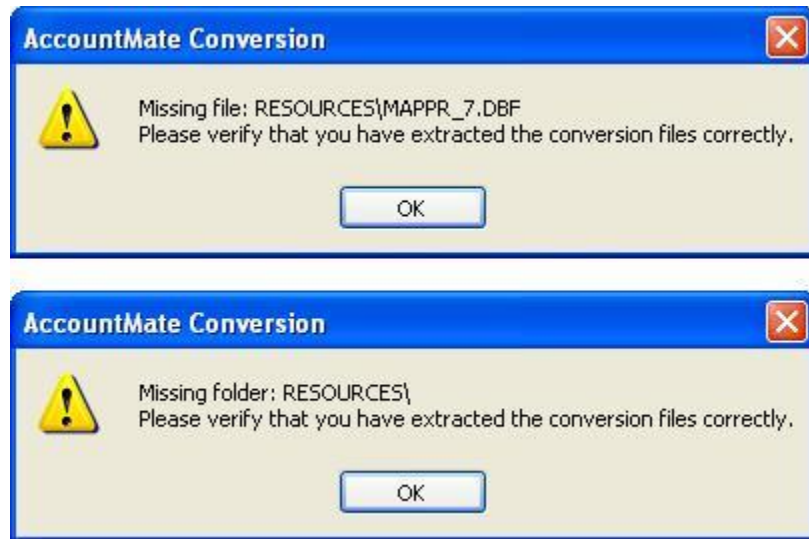 AccountMate Conversion
Missing file: RESOURCES\MAPPR_7.DBF
Please verify that you have extracted the conversion files correctly.
OK
AccountMate Conversion
Missing folder: RESOURCES\
Please verify that you have extracted the conversion files correctly.
OK